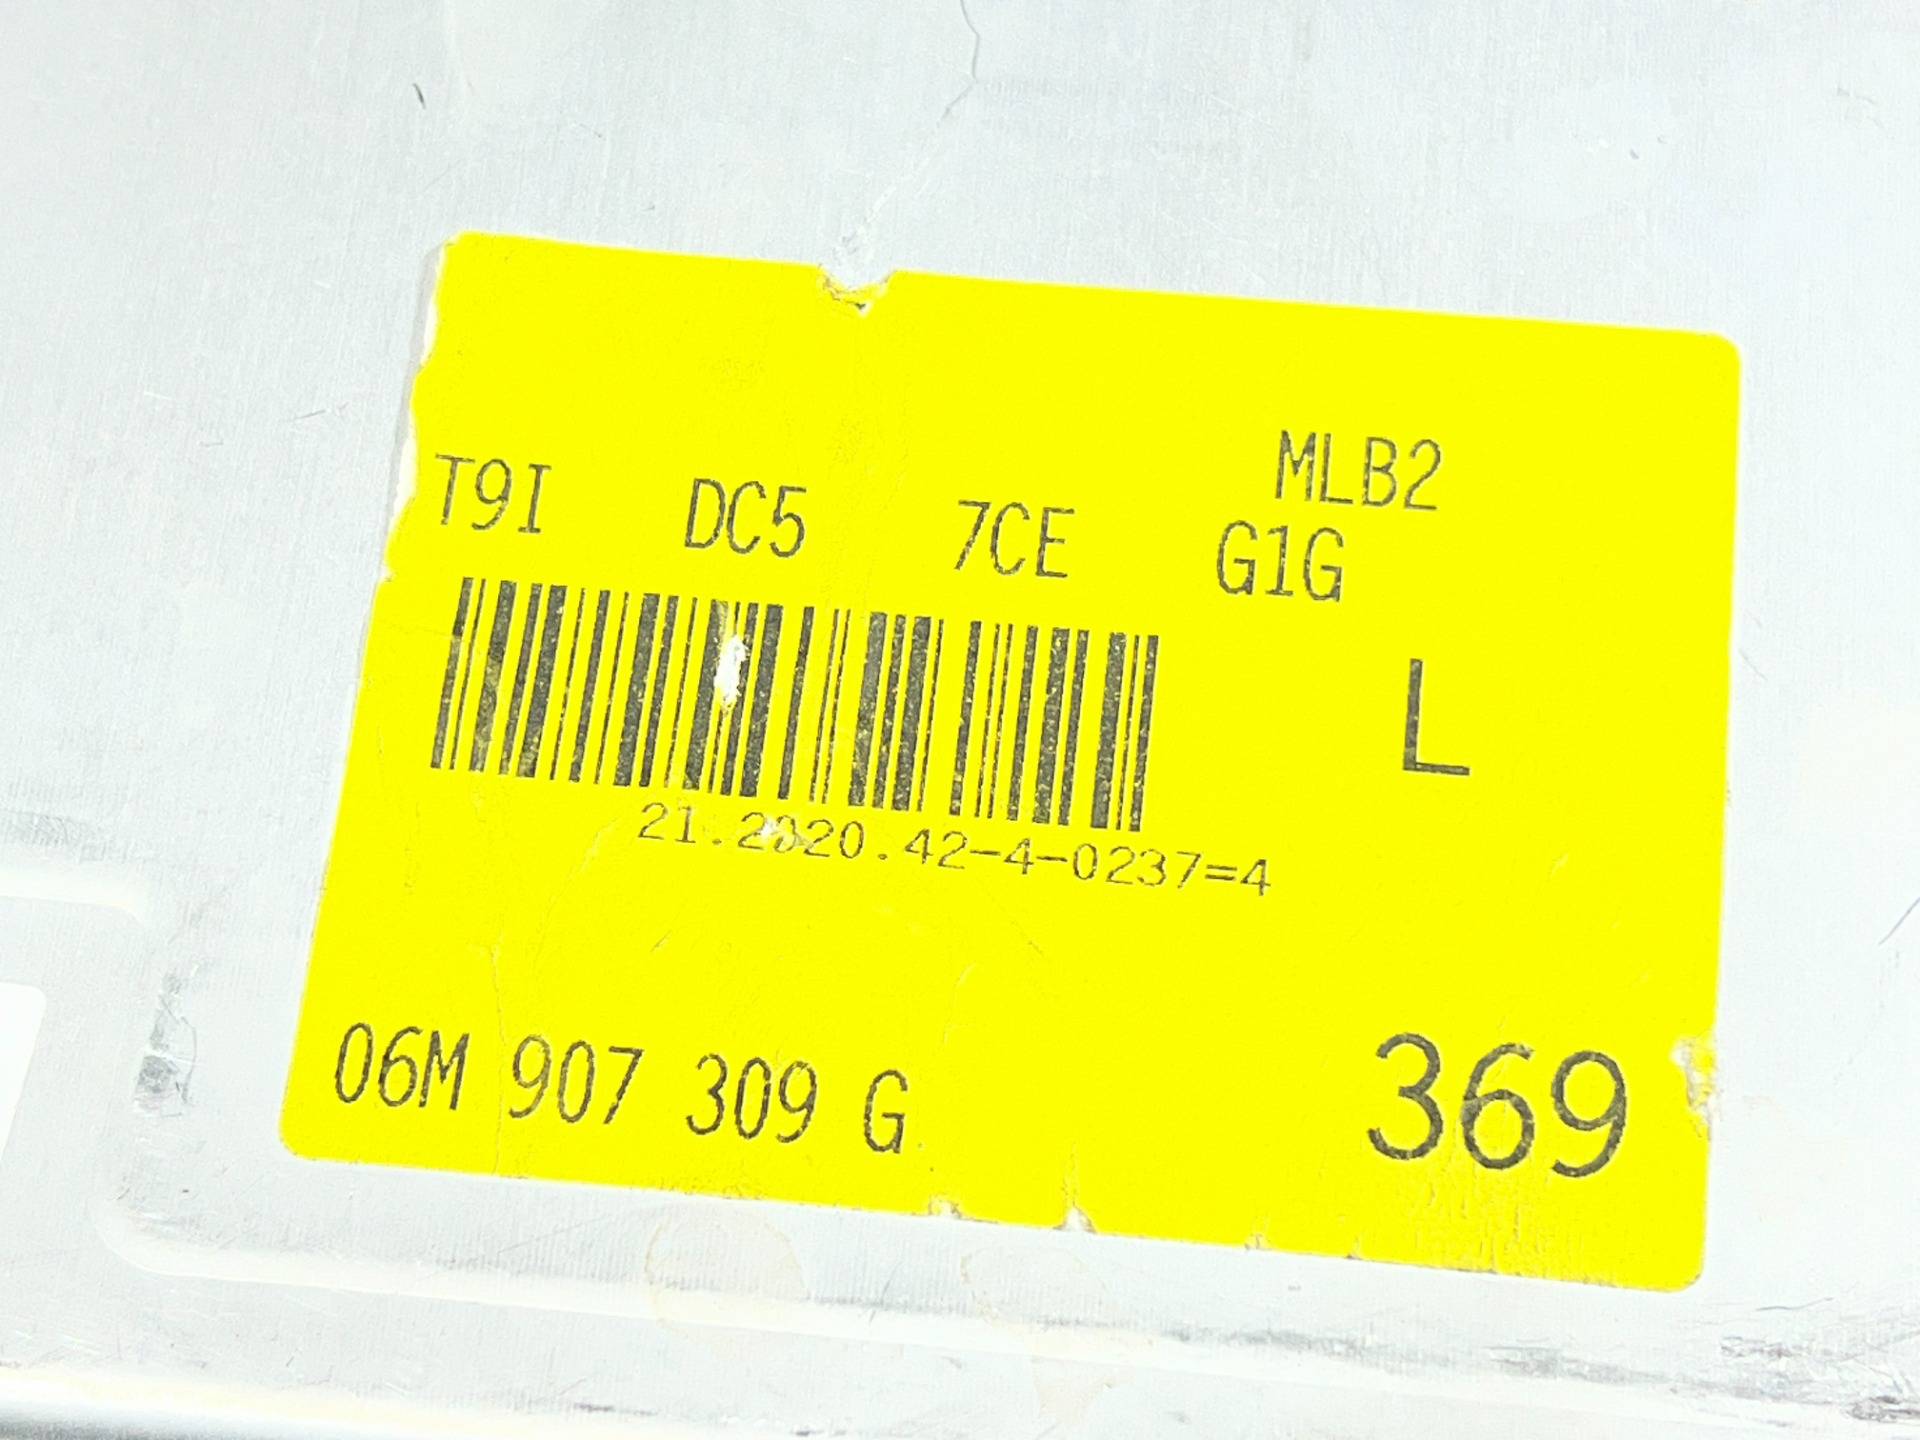 MLB2
T9I DC5 7CE G1G
L
21.2020.42-4-0237=4
06M 907 309 G
369